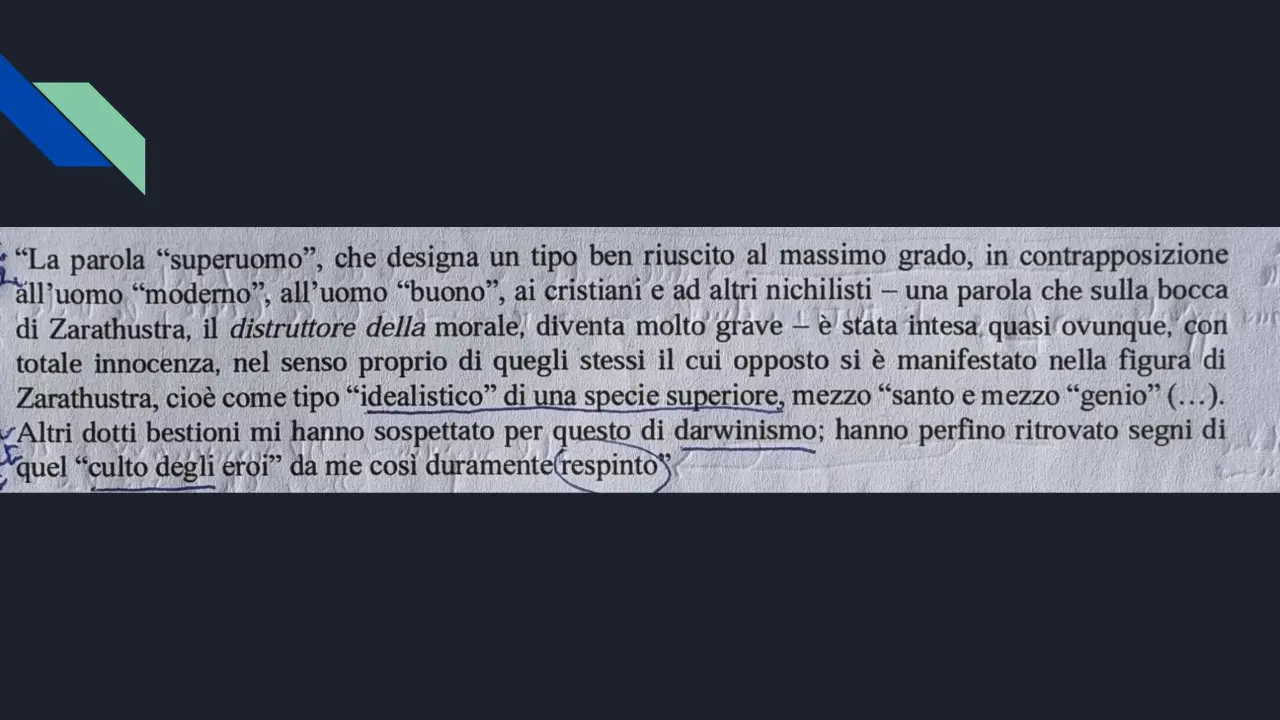 “La parola “superuomo”, che designa un tipo ben riuscito al massimo grado, in contrapposizione
all’uomo “moderno”, all’uomo “buono”, ai cristiani e ad altri nichilisti – una parola che sulla bocca
di Zarathustra, il distruttore della morale, diventa molto grave – è stata intesa quasi ovunque, con
totale innocenza, nel senso proprio di quegli stessi il cui opposto si è manifestato nella figura di
Zarathustra, cioè come tipo “idealistico” di una specie superiore, mezzo “santo e mezzo “genio” (…).
Altri dotti bestioni mi hanno sospettato per questo di darwinismo; hanno perfino ritrovato segni di
quel “culto degli eroi” da me così duramente respinto”